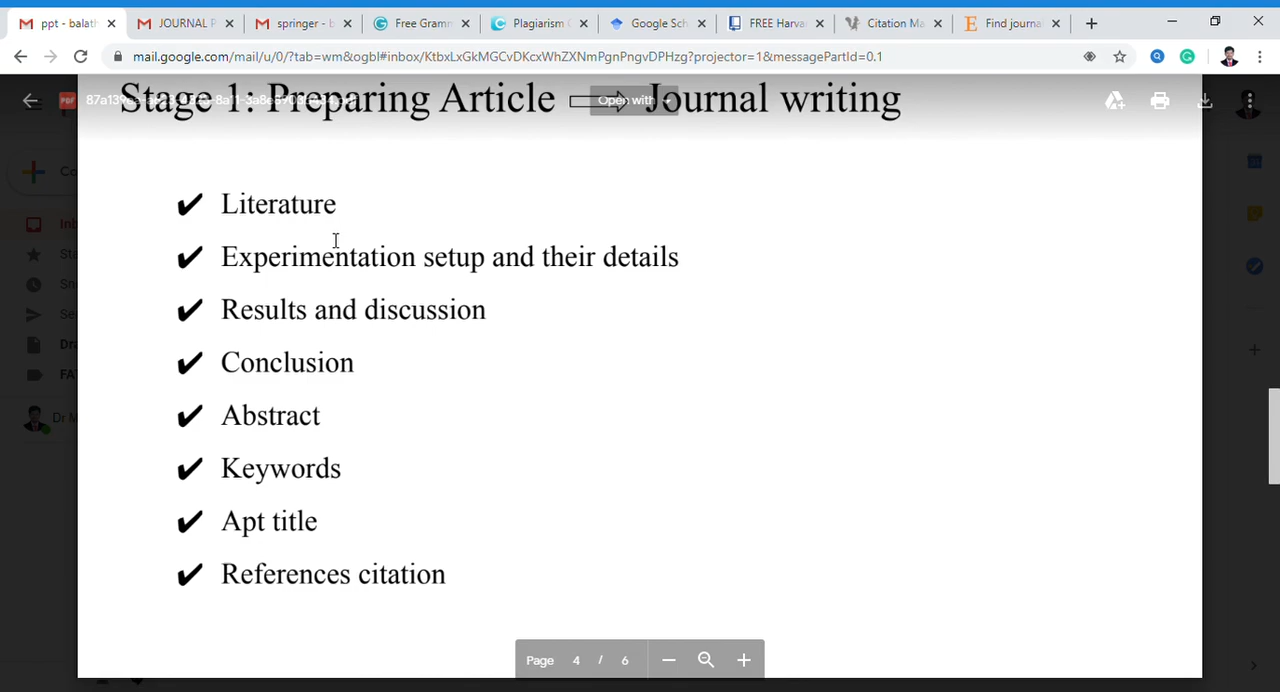 ppt - balath
JOURNAL P
springer - b
Free Gramm
Plagiarism
Google Sch
FREE Harva
Citation Ma
Find journa
mail.google.com/mail/u/0/?tab=wm&ogbl#inbox/KtbxLxGkMGCvDKcxWhZXNmPgnPngvDPHzg?projector=1&messagePartId=0.1
Stage 1: Preparing Article ⇒ Journal writing
Open with
✔ Literature
✔ Experimentation setup and their details
✔ Results and discussion
✔ Conclusion
✔ Abstract
✔ Keywords
✔ Apt title
✔ References citation
Page 4 / 6